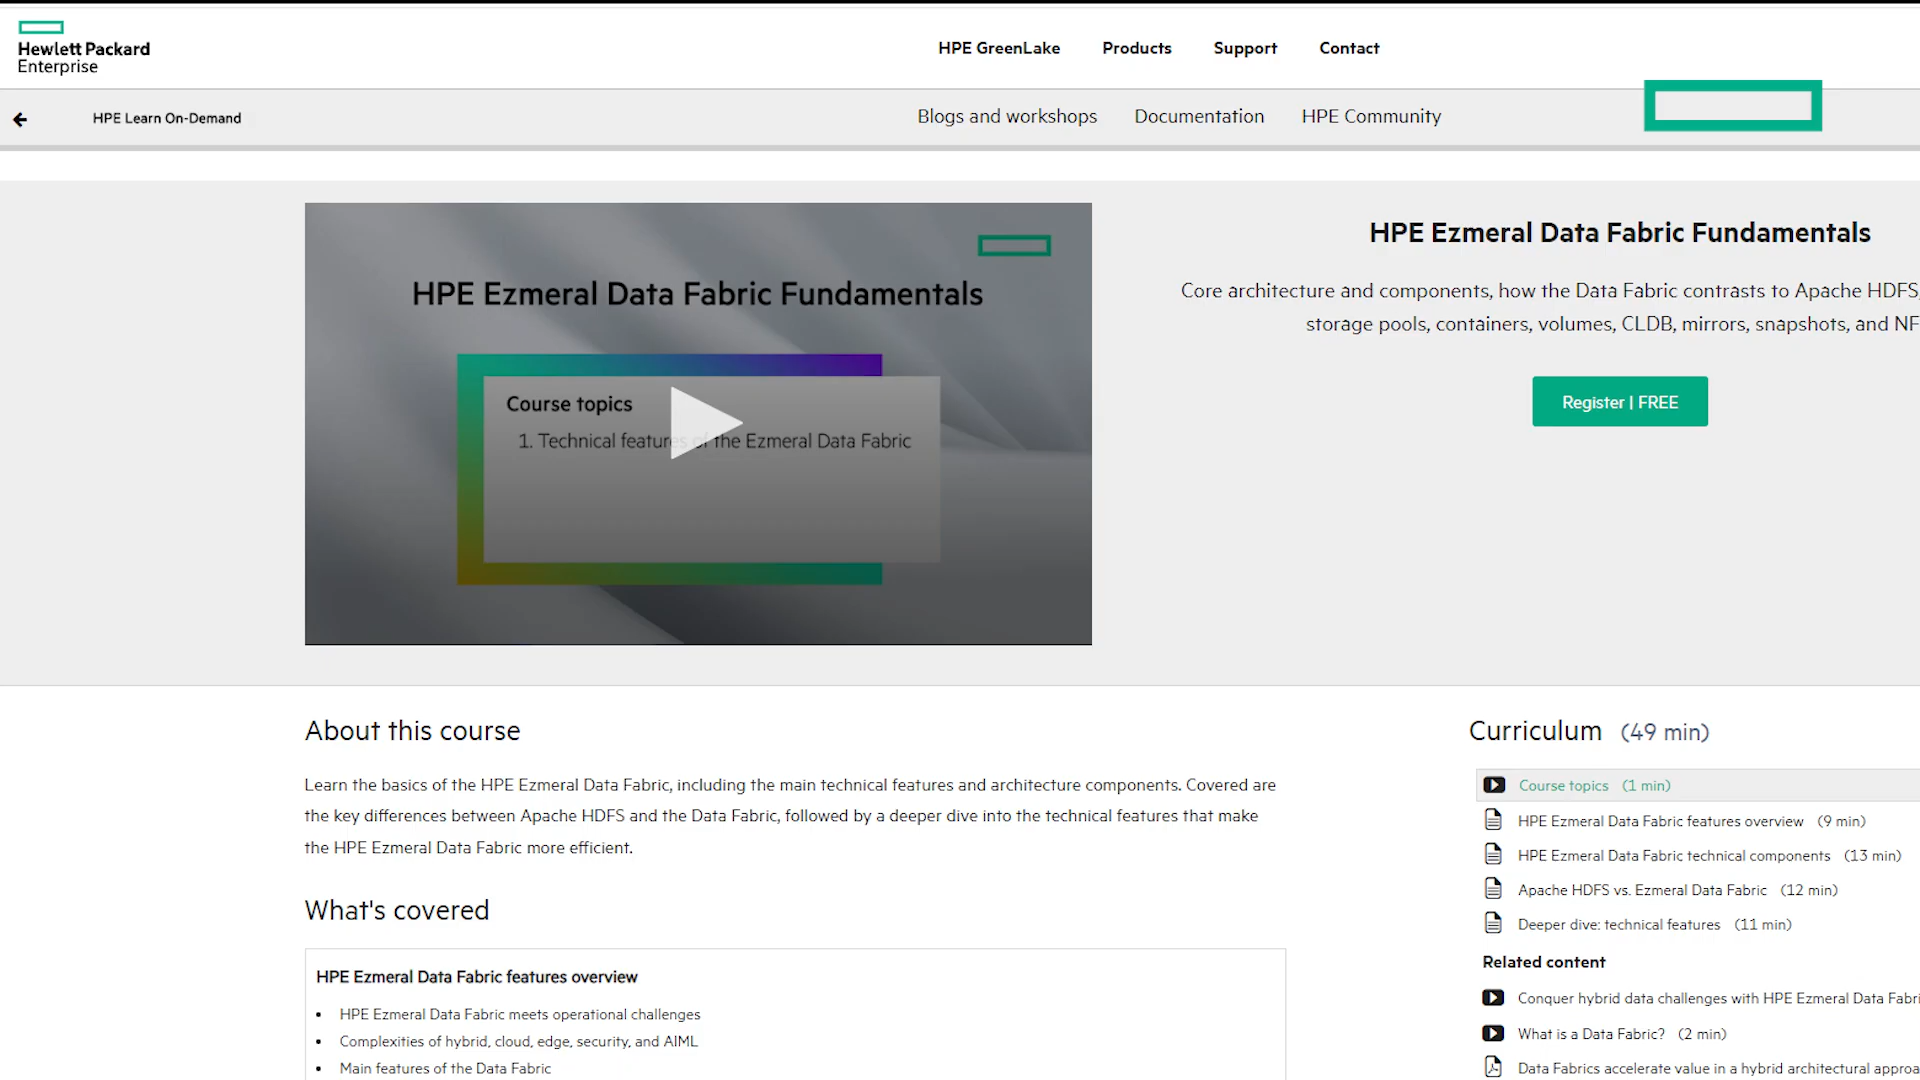 Hewlett Packard
Enterprise
HPE GreenLake
Products
Support
Contact
HPE Learn On-Demand
Blogs and workshops
Documentation
HPE Community
HPE Ezmeral Data Fabric Fundamentals
Course topics
1. Technical features of the Ezmeral Data Fabric
HPE Ezmeral Data Fabric Fundamentals
Core architecture and components, how the Data Fabric contrasts to Apache HDFS,
storage pools, containers, volumes, CLDB, mirrors, snapshots, and NF
Register | FREE
About this course
Learn the basics of the HPE Ezmeral Data Fabric, including the main technical features and architecture components. Covered are
the key differences between Apache HDFS and the Data Fabric, followed by a deeper dive into the technical features that make
the HPE Ezmeral Data Fabric more efficient.
What's covered
HPE Ezmeral Data Fabric features overview
• HPE Ezmeral Data Fabric meets operational challenges
• Complexities of hybrid, cloud, edge, security, and AIML
• Main features of the Data Fabric
Curriculum (49 min)
Course topics (1 min)
HPE Ezmeral Data Fabric features overview (9 min)
HPE Ezmeral Data Fabric technical components (13 min)
Apache HDFS vs. Ezmeral Data Fabric (12 min)
Deeper dive: technical features (11 min)
Related content
Conquer hybrid data challenges with HPE Ezmeral Data Fabri
What is a Data Fabric? (2 min)
Data Fabrics accelerate value in a hybrid architectural approa